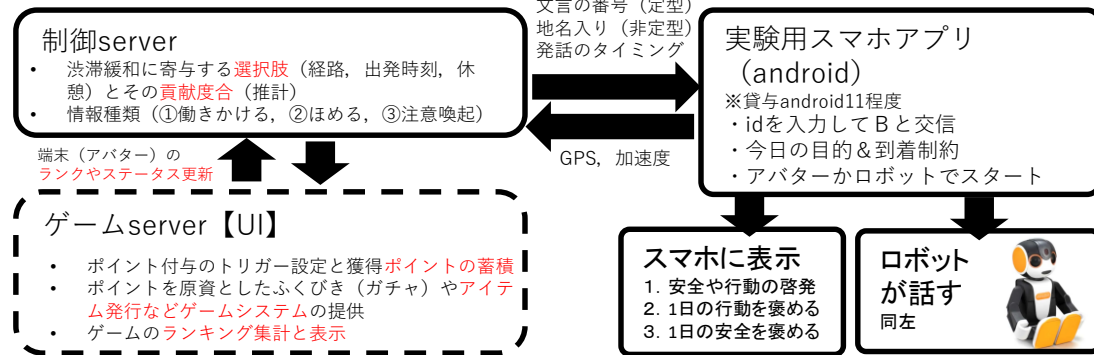 文言の番号（定型）
地名入り（非定型）
発話のタイミング
制御server
• 渋滞緩和に寄与する選択肢（経路，出発時刻，休
憩）とその貢献度合（推計）
• 情報種類（①働きかける，②ほめる，③注意喚起）
実験用スマホアプリ
（android）
※貸与android11程度
・idを入力してＢと交信
・今日の目的＆到着制約
・アバターかロボットでスタート
GPS，加速度
端末（アバター）の
ランクやステータス更新
ゲームserver【UI】
• ポイント付与のトリガー設定と獲得ポイントの蓄積
• ポイントを原資としたふくびき（ガチャ）やアイテ
ム発行などゲームシステムの提供
• ゲームのランキング集計と表示
スマホに表示
1. 安全や行動の啓発
2. 1日の行動を褒める
3. 1日の安全を褒める
ロボット
が話す
同左